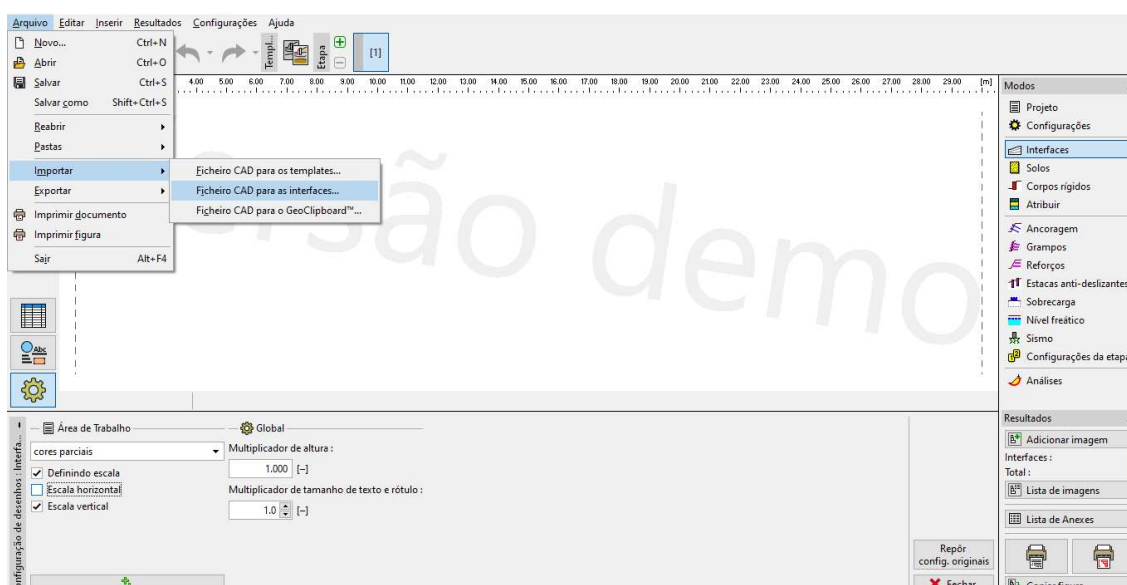 Arquivo Editar Inserir Resultados Configurações Ajuda
Novo... Ctrl+N
Abrir Ctrl+O
Salvar Ctrl+S
Salvar como Shift+Ctrl+S
Reabrir
Pastas
Importar
Exportar
Imprimir documento
Imprimir figura
Sair Alt+F4
Ficheiro CAD para os templates...
Ficheiro CAD para as interfaces...
Ficheiro CAD para o GeoClipboard™...
Templ...
Etapa
[1]
4.00 5.00 6.00 7.00 8.00 9.00 10.00 11.00 12.00 13.00 14.00 15.00 16.00 17.00 18.00 19.00 20.00 21.00 22.00 23.00 24.00 25.00 26.00 27.00 28.00 29.00 [m]
ersão demo
Abc
Modos
Projeto
Configurações
Interfaces
Solos
Corpos rígidos
Atribuir
Ancoragem
Grampos
Reforços
Estacas anti-deslizantes
Sobrecarga
Nível freático
Sismo
Configurações da etapa
Análises
Resultados
Adicionar imagem
Interfaces :
Total :
Lista de imagens
Lista de Anexes
Copiar figura
nfiguração de desenhos : Interfa...
Área de Trabalho
cores parciais
Definindo escala
Escala horizontal
Escala vertical
Global
Multiplicador de altura :
1.000 [–]
Multiplicador de tamanho de texto e rótulo :
1.0 [–]
Repôr
config. originais
Fechar